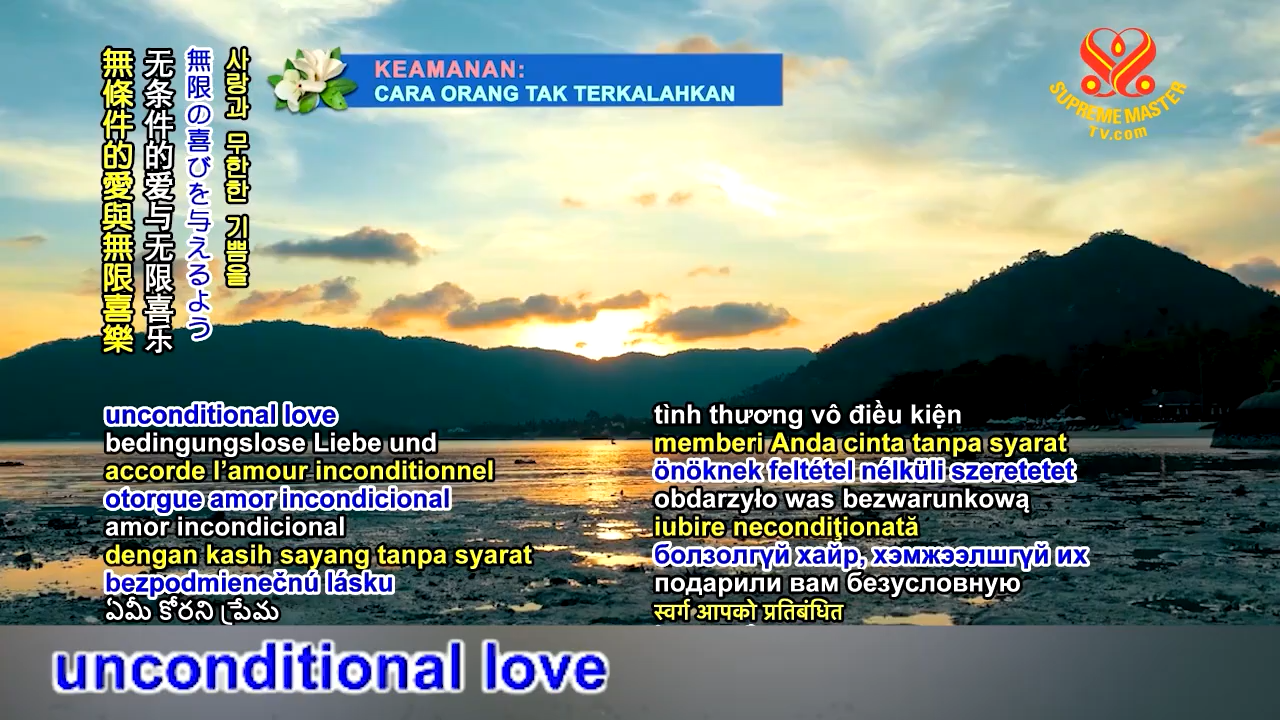 KEAMANAN:
CARA ORANG TAK TERKALAHKAN
SUPREME MASTER
TV.com
無條件的愛與無限喜樂
无条件的爱与无限喜乐
無限の喜びを与えるよう
사랑과 무한한 기쁨을
unconditional love
bedingungslose Liebe und
accorde l’amour inconditionnel
otorgue amor incondicional
amor incondicional
dengan kasih sayang tanpa syarat
bezpodmienečnú lásku
ఏమీ కోరని ప్రేమ
tình thương vô điều kiện
memberi Anda cinta tanpa syarat
önöknek feltétel nélküli szeretetet
obdarzyło was bezwarunkową
iubire necondiţionată
болзолгүй хайр, хэмжээлшгүй их
подарили вам безусловную
स्वर्ग आपको प्रतिबंधित
unconditional love